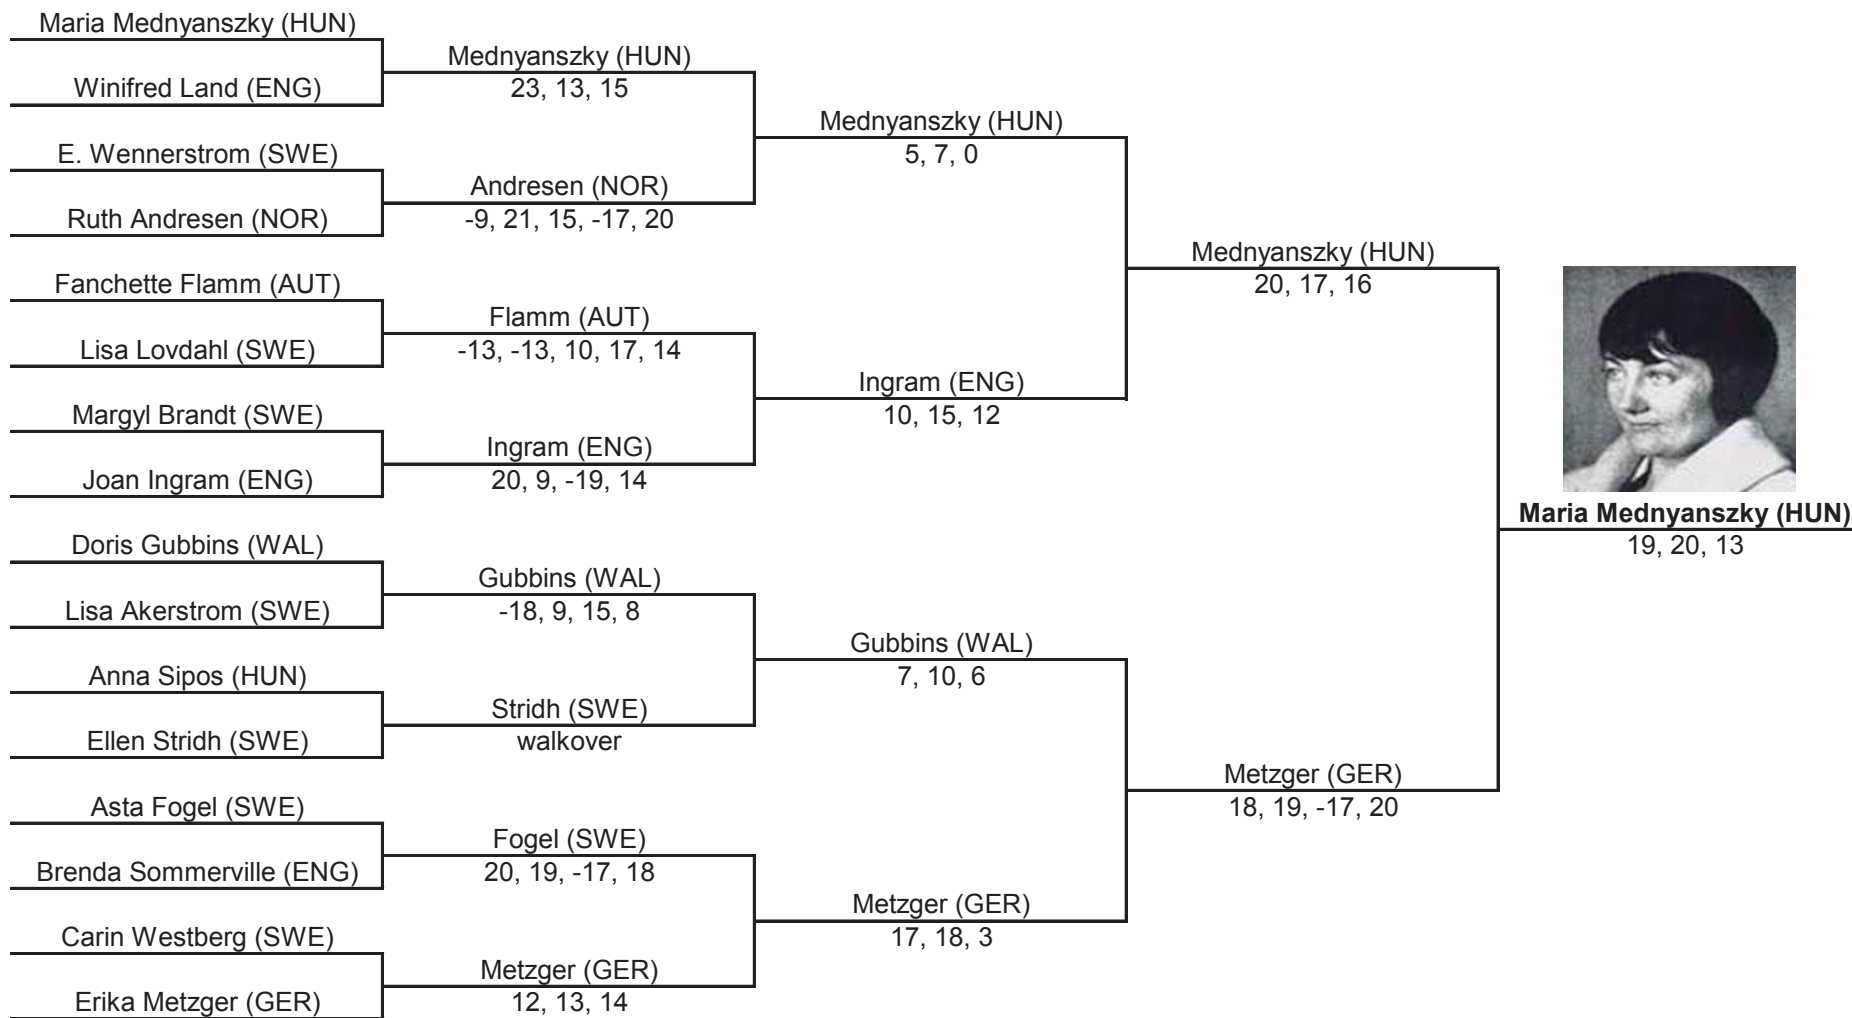 Maria Mednyanszky (HUN)
Winifred Land (ENG)
E. Wennerstrom (SWE)
Ruth Andresen (NOR)
Fanchette Flamm (AUT)
Lisa Lovdahl (SWE)
Margyl Brandt (SWE)
Joan Ingram (ENG)
Doris Gubbins (WAL)
Lisa Akerstrom (SWE)
Anna Sipos (HUN)
Ellen Stridh (SWE)
Asta Fogel (SWE)
Brenda Sommerville (ENG)
Carin Westberg (SWE)
Erika Metzger (GER)
Mednyanszky (HUN)
23, 13, 15
Andresen (NOR)
-9, 21, 15, -17, 20
Flamm (AUT)
-13, -13, 10, 17, 14
Ingram (ENG)
20, 9, -19, 14
Gubbins (WAL)
-18, 9, 15, 8
Stridh (SWE)
walkover
Fogel (SWE)
20, 19, -17, 18
Metzger (GER)
12, 13, 14
Mednyanszky (HUN)
5, 7, 0
Ingram (ENG)
10, 15, 12
Gubbins (WAL)
7, 10, 6
Metzger (GER)
17, 18, 3
Mednyanszky (HUN)
20, 17, 16
Metzger (GER)
18, 19, -17, 20
Maria Mednyanszky (HUN)
19, 20, 13